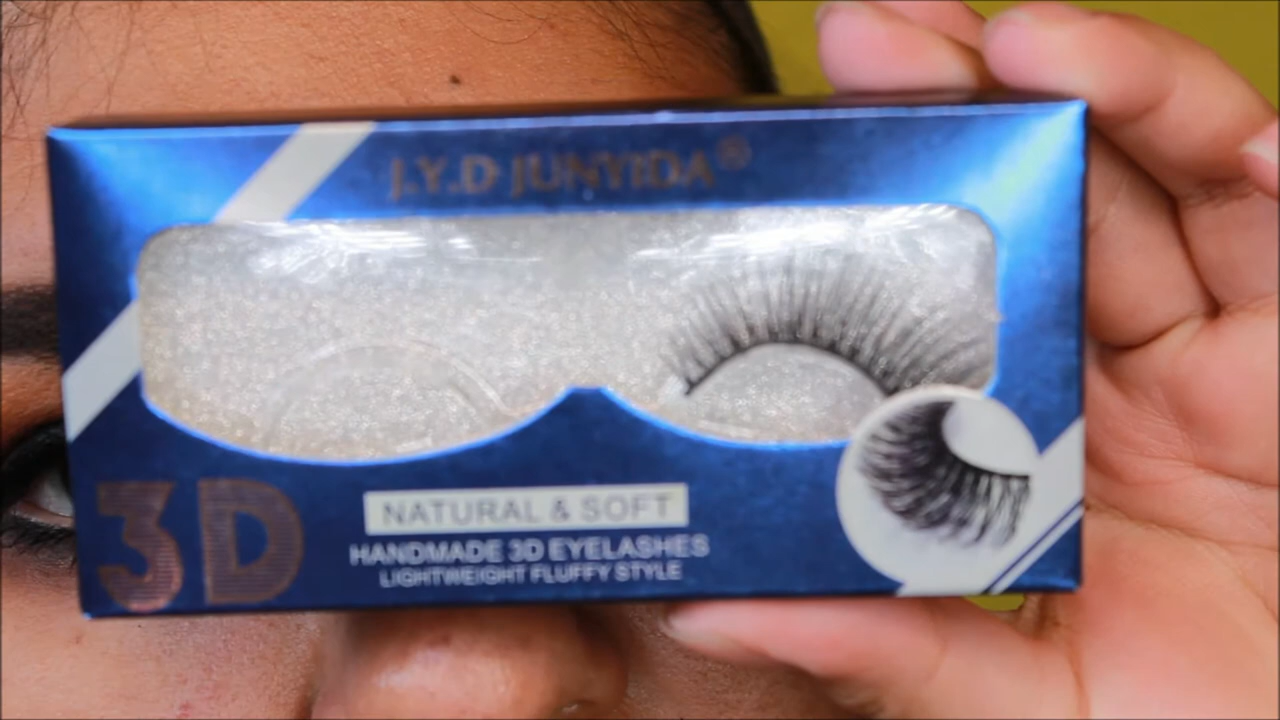 J.Y.D JUNYIDA®
3D
NATURAL & SOFT
HANDMADE 3D EYELASHES
LIGHTWEIGHT FLUFFY STYLE